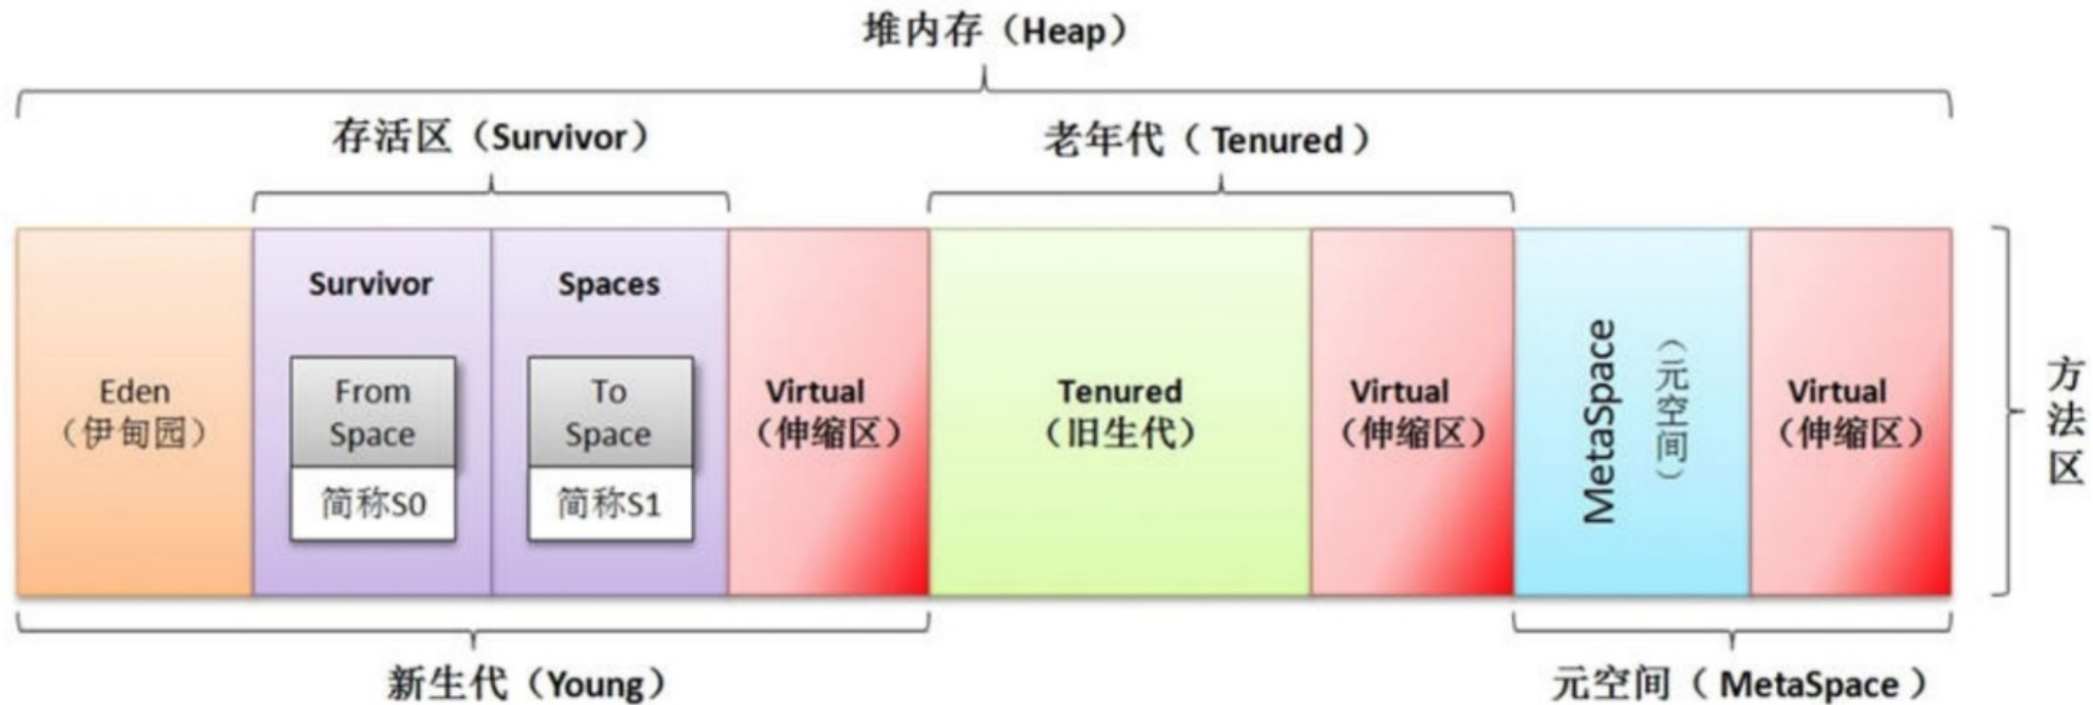 堆内存（Heap）
存活区（Survivor）
老年代（Tenured）
Eden
（伊甸园）
Survivor
Spaces
From
Space
简称S0
To
Space
简称S1
Virtual
（伸缩区）
Tenured
（旧生代）
Virtual
（伸缩区）
MetaSpace
（元空间）
Virtual
（伸缩区）
方法区
新生代（Young）
元空间（MetaSpace）